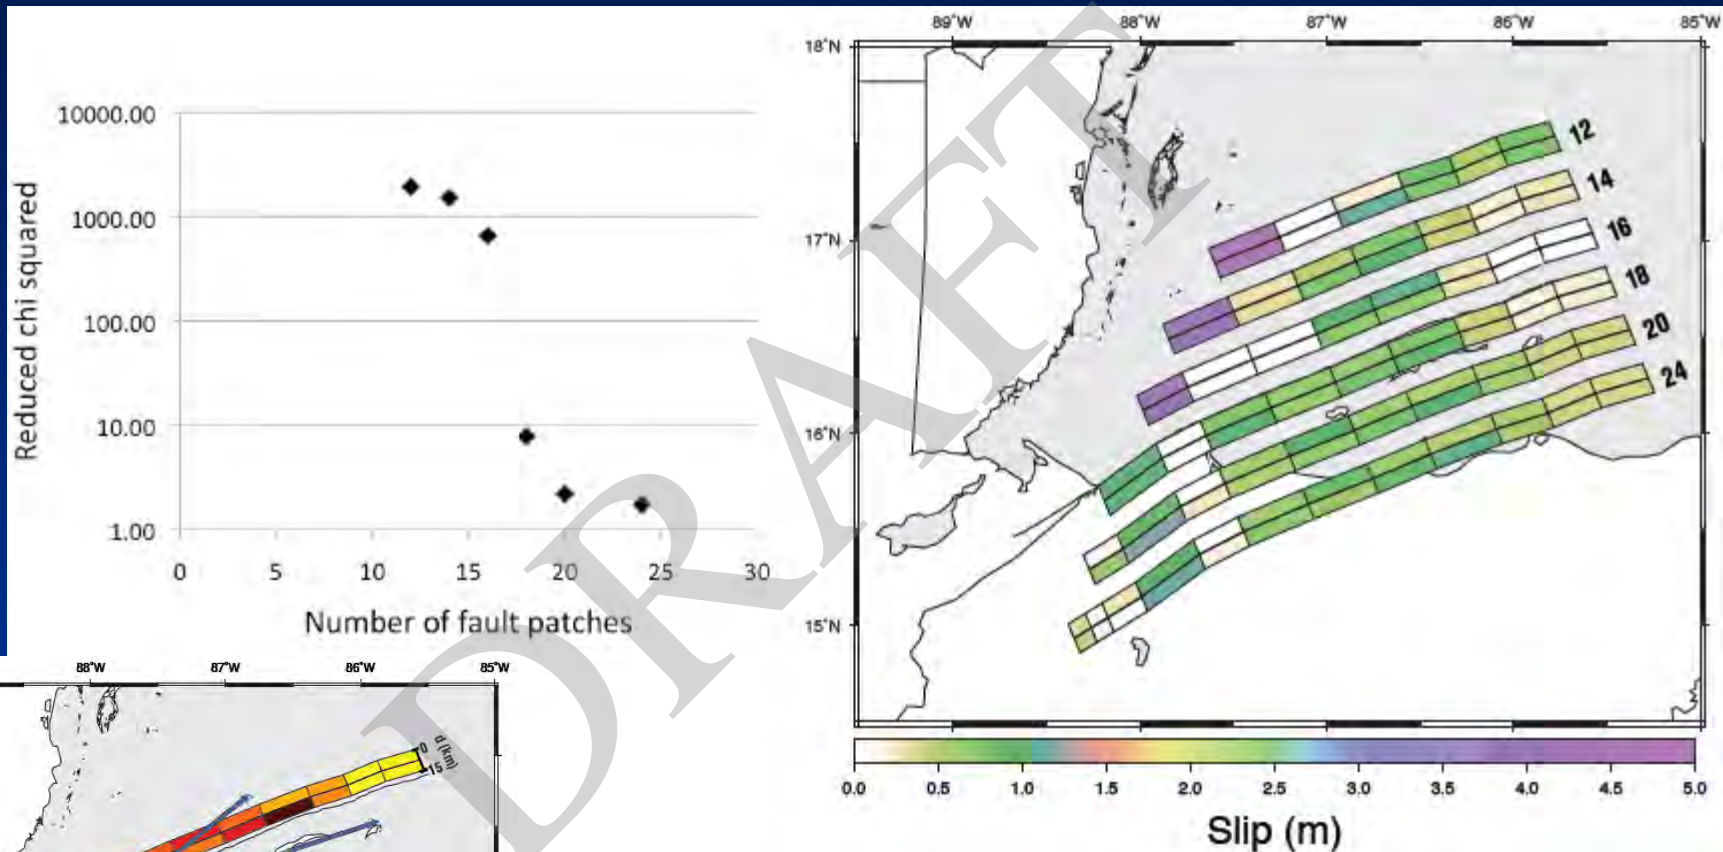 10000.00
1000.00
100.00
10.00
1.00
Reduced chi squared
0 5 10 15 20 25 30
Number of fault patches
89°W 88°W 87°W 86°W 85°W
18°N
17°N
16°N
15°N
12
14
16
18
20
24
0.0 0.5 1.0 1.5 2.0 2.5 3.0 3.5 4.0 4.5 5.0
Slip (m)
88°W 87°W 86°W 85°W
0
d (km)
15
DRAFT